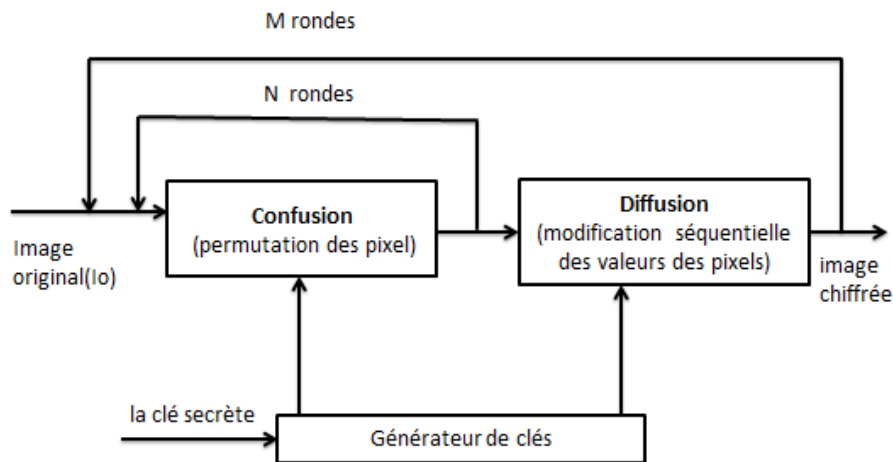 M rondes
N rondes
Confusion
(permutation des pixel)
Diffusion
(modification séquentielle
des valeurs des pixels)
Image
original(Io)
image
chiffrée
la clé secrète
Générateur de clés